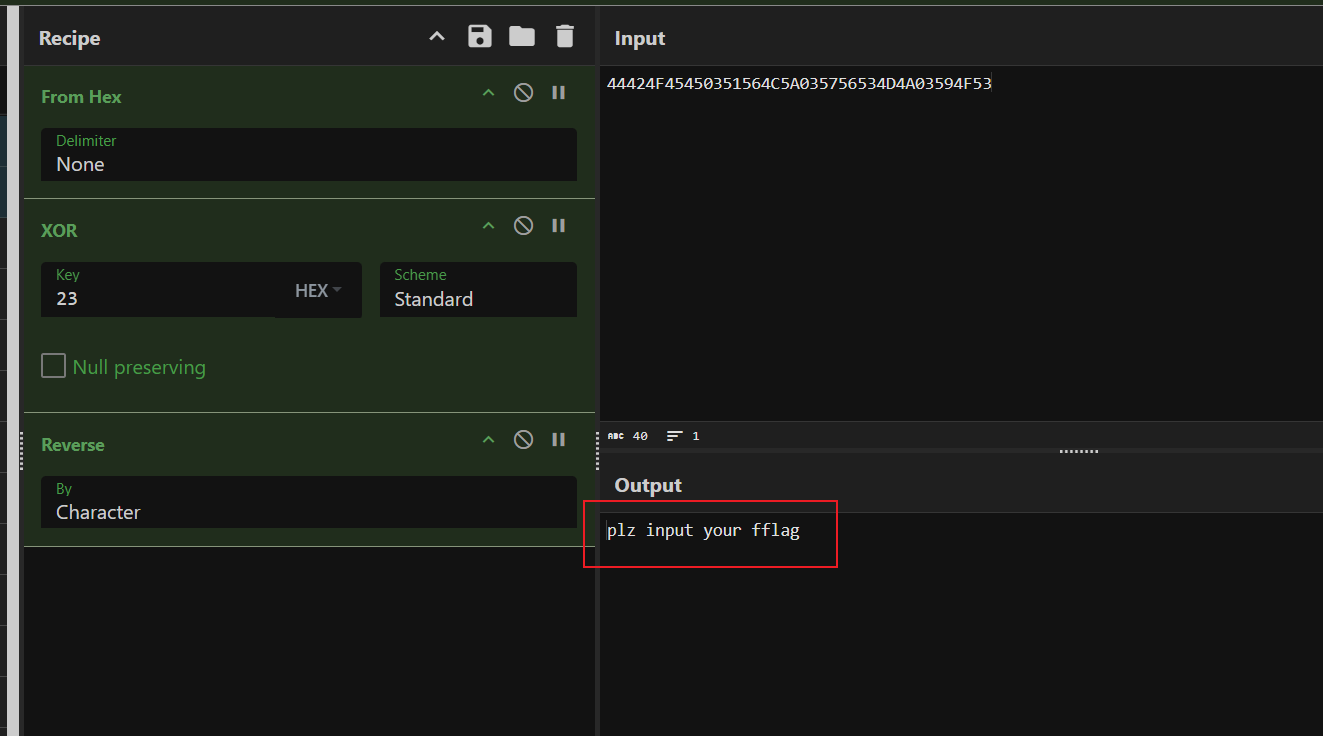 Recipe
From Hex
Delimiter
None
XOR
Key
23
HEX
Scheme
Standard
Null preserving
Reverse
By
Character
Input
44424F45450351564C5A035756534D4A03594F53
ABC 40 1
Output
plz input your fflag